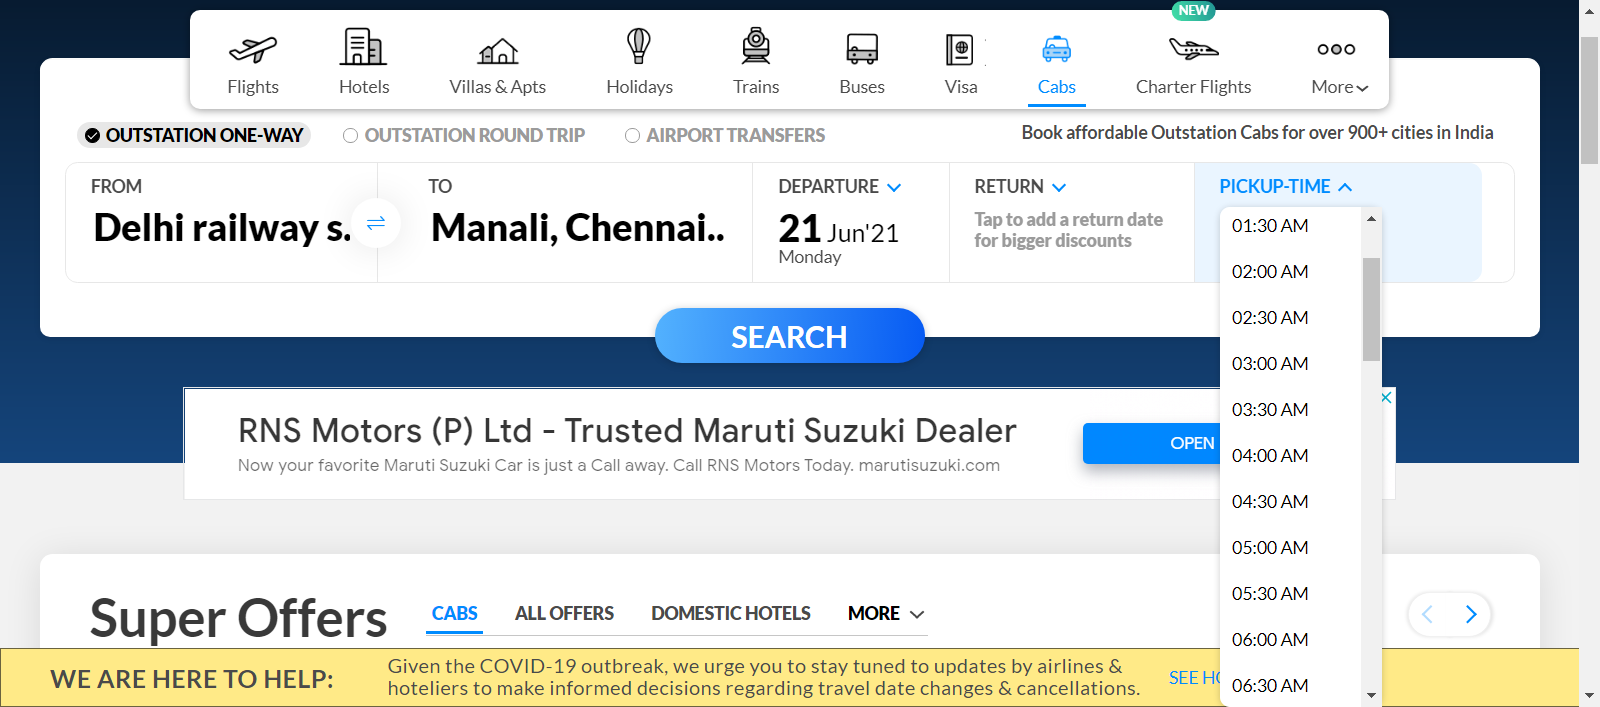 NEW
Flights
Hotels
Villas & Apts
Holidays
Trains
Buses
Visa
Cabs
Charter Flights
More
OUTSTATION ONE-WAY
OUTSTATION ROUND TRIP
AIRPORT TRANSFERS
Book affordable Outstation Cabs for over 900+ cities in India
FROM
Delhi railway s..
TO
Manali, Chennai..
DEPARTURE
21 Jun'21
Monday
RETURN
Tap to add a return date
for bigger discounts
PICKUP-TIME
01:30 AM
02:00 AM
02:30 AM
03:00 AM
03:30 AM
04:00 AM
04:30 AM
05:00 AM
05:30 AM
06:00 AM
06:30 AM
SEARCH
RNS Motors (P) Ltd - Trusted Maruti Suzuki Dealer
Now your favorite Maruti Suzuki Car is just a Call away. Call RNS Motors Today. marutisuzuki.com
OPEN
Super Offers
CABS
ALL OFFERS
DOMESTIC HOTELS
MORE
WE ARE HERE TO HELP:
Given the COVID-19 outbreak, we urge you to stay tuned to updates by airlines &
hoteliers to make informed decisions regarding travel date changes & cancellations.
SEE